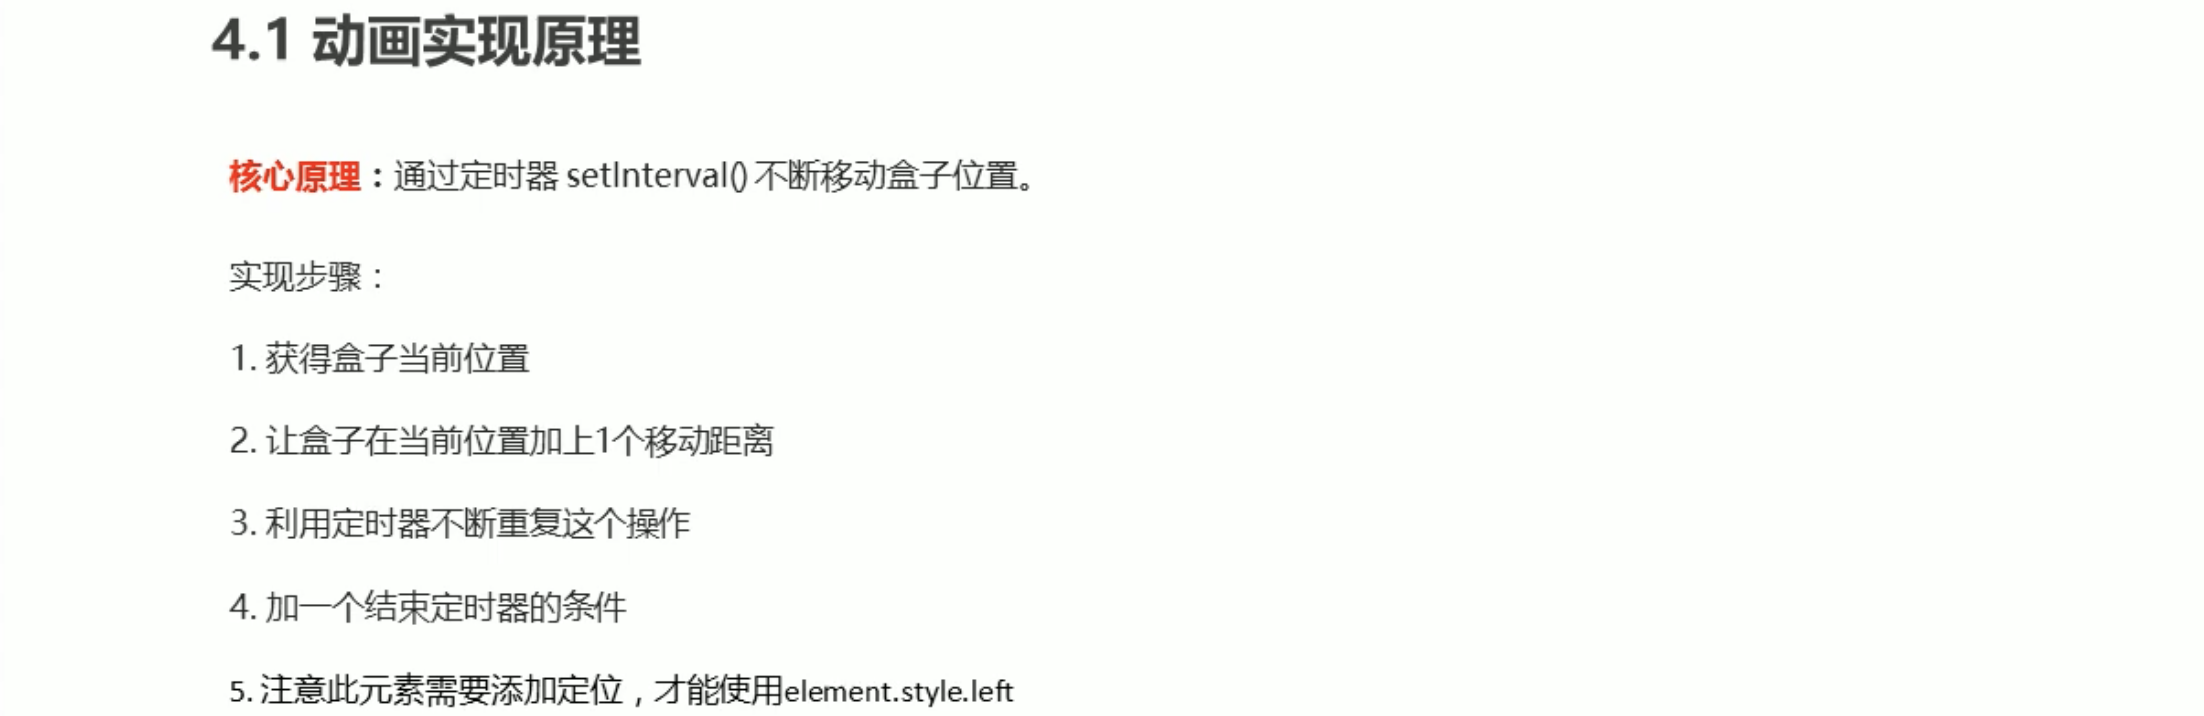 4.1 动画实现原理
核心原理：通过定时器 setInterval() 不断移动盒子位置。
实现步骤：
1. 获得盒子当前位置
2. 让盒子在当前位置加上1个移动距离
3. 利用定时器不断重复这个操作
4. 加一个结束定时器的条件
5. 注意此元素需要添加定位，才能使用element.style.left